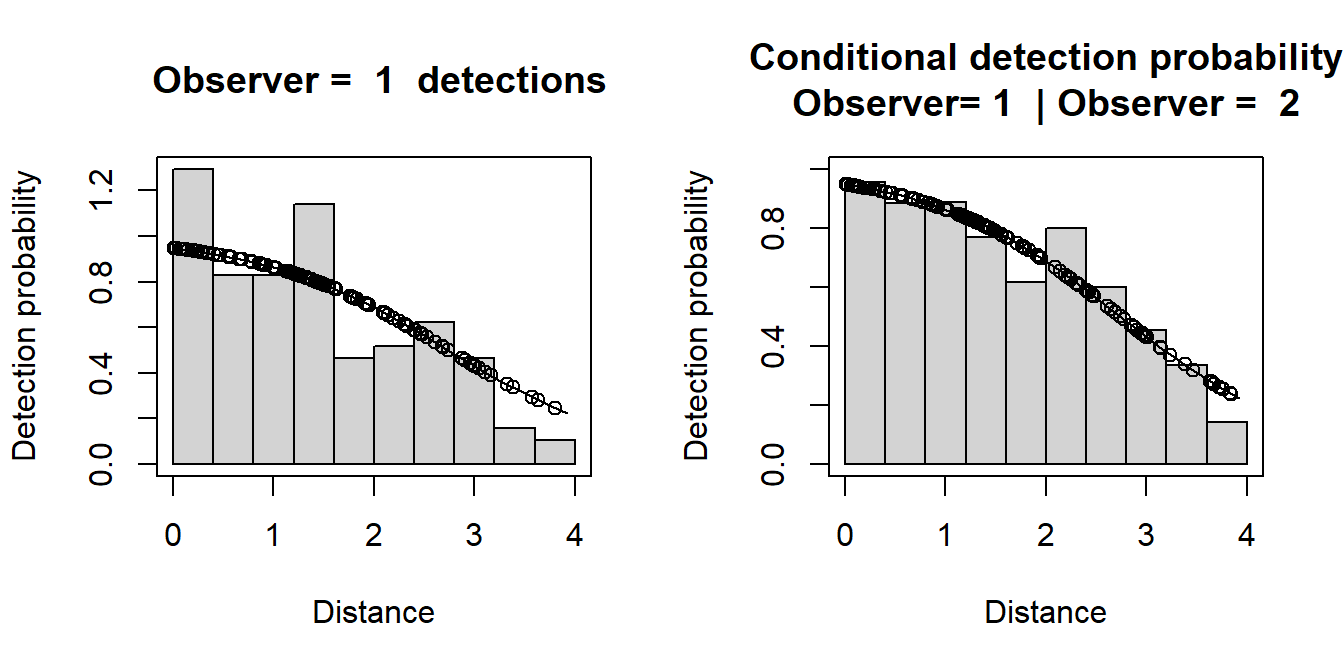 Observer =  1  detections
Detection probability
0.0 0.4 0.8 1.2
0 1 2 3 4
Distance
Conditional detection probability
Observer= 1  | Observer =  2
Detection probability
0.0 0.4 0.8
0 1 2 3 4
Distance